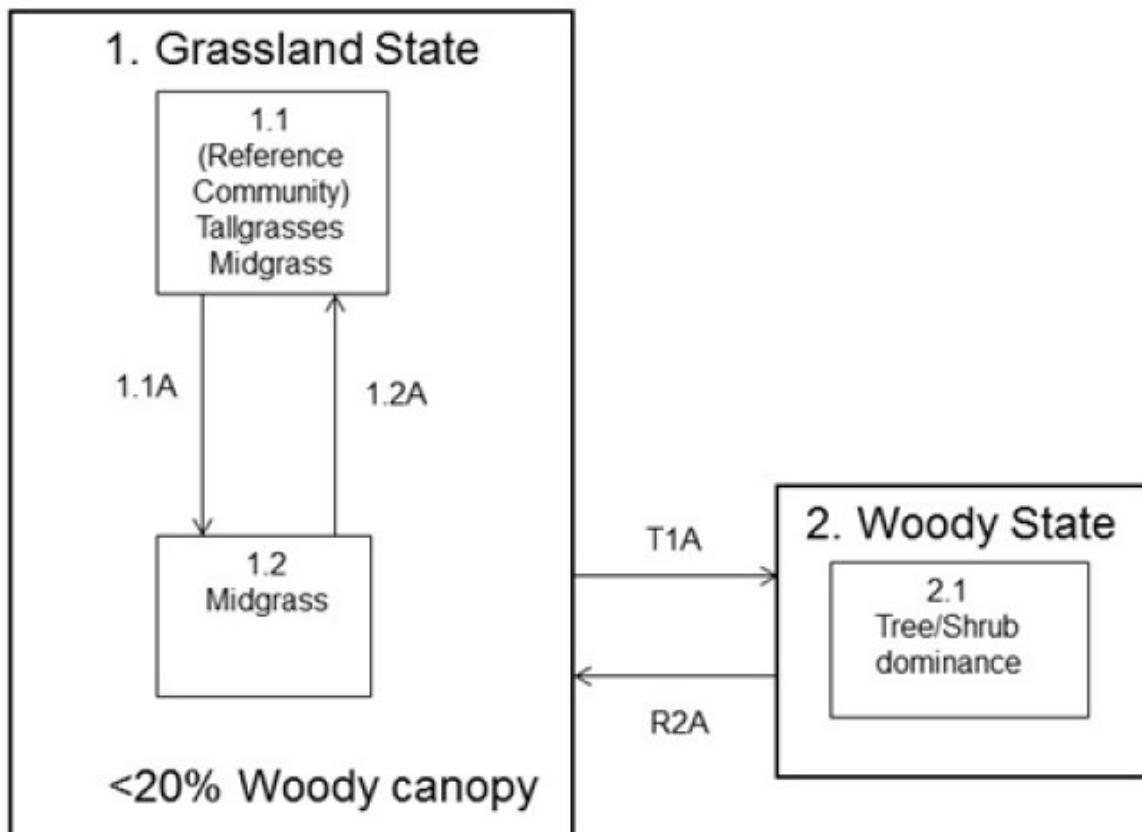 1. Grassland State
1.1
(Reference
Community)
Tallgrasses
Midgrass
1.1A
1.2A
1.2
Midgrass
<20% Woody canopy
T1A
R2A
2. Woody State
2.1
Tree/Shrub
dominance